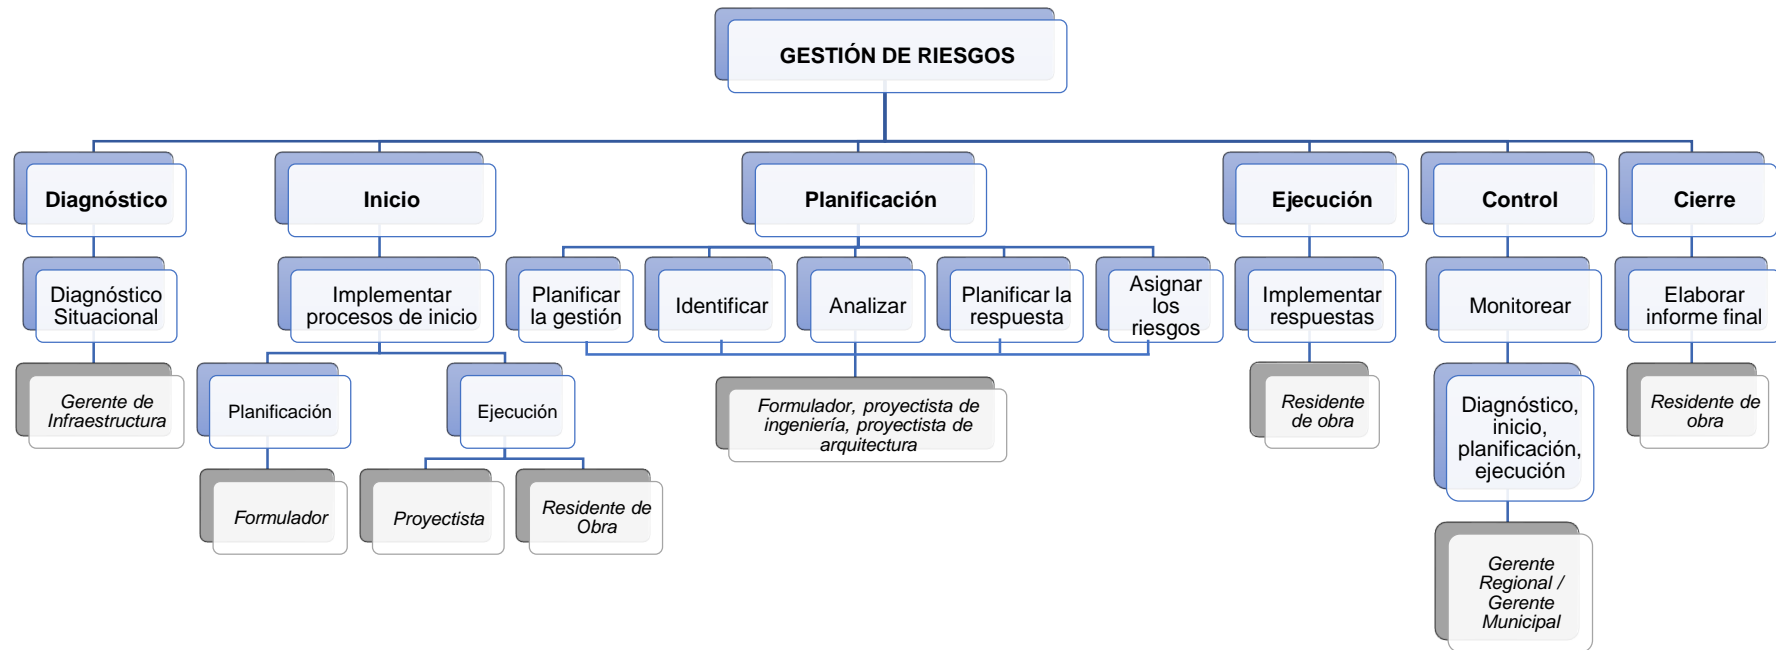 GESTIÓN DE RIESGOS
Diagnóstico
Inicio
Planificación
Ejecución
Control
Cierre
Diagnóstico
Situacional
Implementar
procesos de inicio
Planificar
la gestión
Identificar
Analizar
Planificar la
respuesta
Asignar
los
riesgos
Implementar
respuestas
Monitorear
Elaborar
informe final
Gerente de
Infraestructura
Planificación
Ejecución
Formulador, proyectista de
ingeniería, proyectista de
arquitectura
Residente
de obra
Diagnóstico,
inicio,
planificación,
ejecución
Residente de
obra
Formulador
Proyectista
Residente de
Obra
Gerente
Regional /
Gerente
Municipal